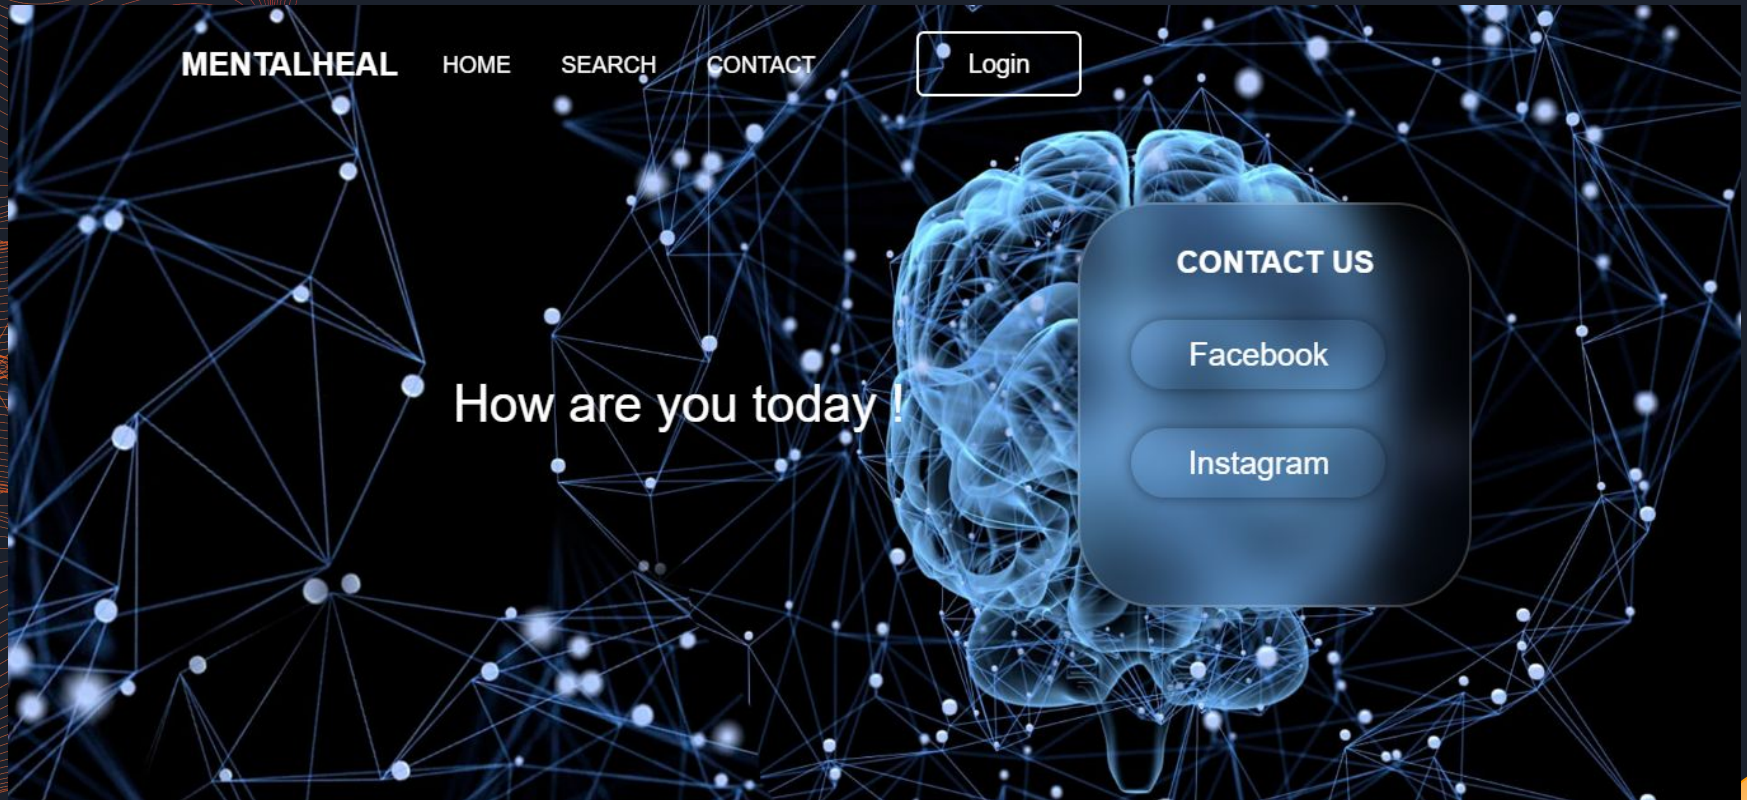 MENTALHEAL HOME SEARCH CONTACT Login
CONTACT US
Facebook
How are you today !
Instagram